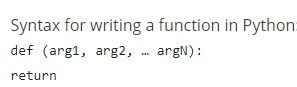 Syntax for writing a function in Python:
def (arg1, arg2, … argN):
return